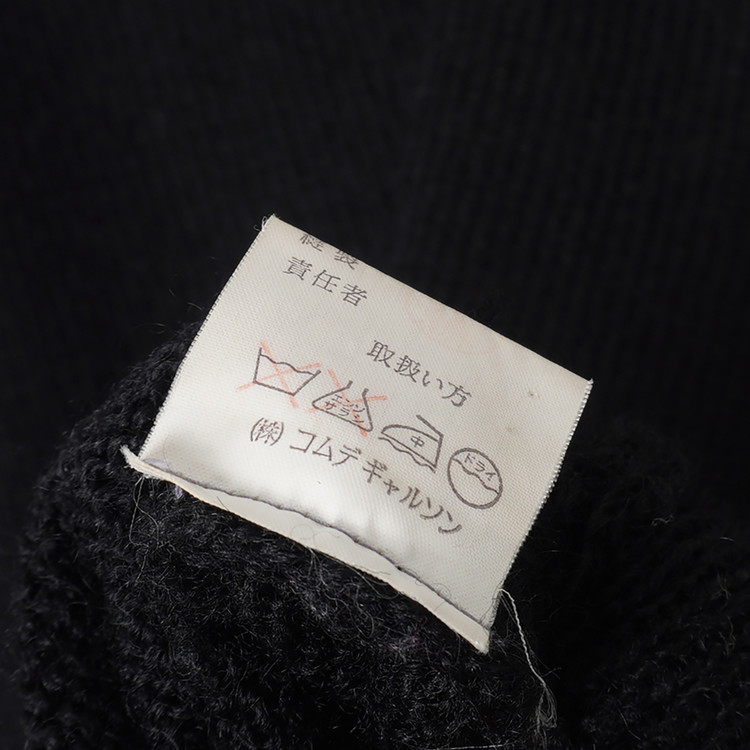 縫製
責任者
取扱い方
エンソ
サラシ
中
ドライ
(株)コムデギャルソン